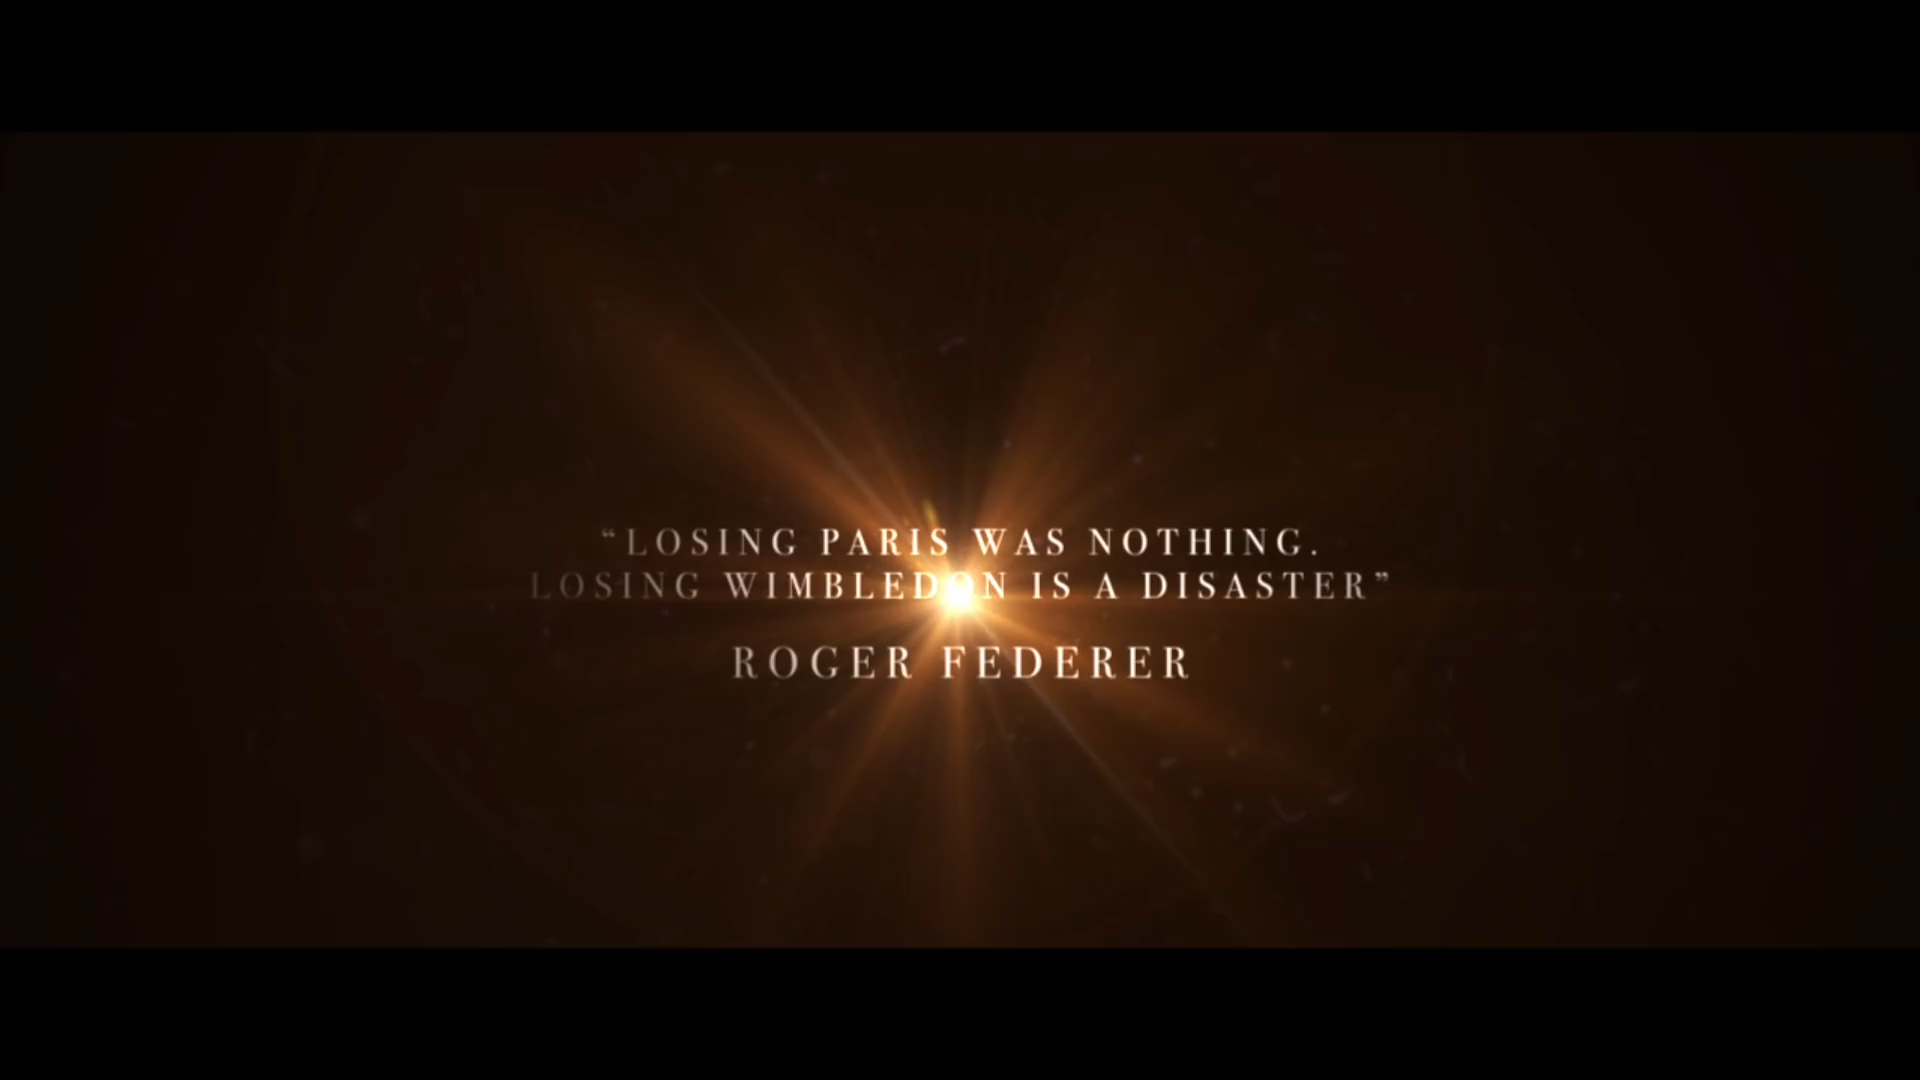 “LOSING PARIS WAS NOTHING.
LOSING WIMBLEDON IS A DISASTER”
ROGER FEDERER